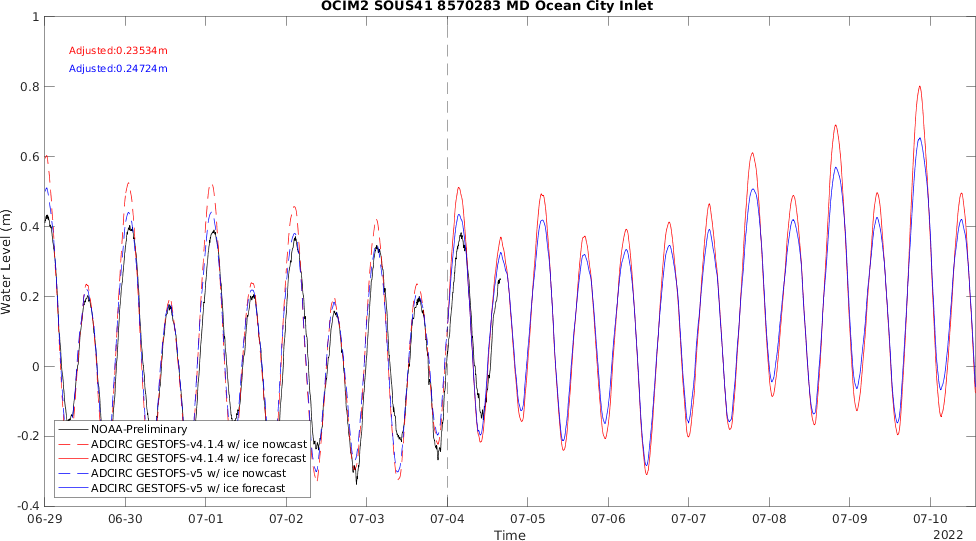 OCIM2 SOUS41 8570283 MD Ocean City Inlet
Adjusted:0.23534m
Adjusted:0.24724m
Water Level (m)
1
0.8
0.6
0.4
0.2
0
-0.2
-0.4
NOAA-Preliminary
ADCIRC GESTOFS-v4.1.4 w/ ice nowcast
ADCIRC GESTOFS-v4.1.4 w/ ice forecast
ADCIRC GESTOFS-v5 w/ ice nowcast
ADCIRC GESTOFS-v5 w/ ice forecast
06-29 06-30 07-01 07-02 07-03 07-04 07-05 07-06 07-07 07-08 07-09 07-10
Time
2022